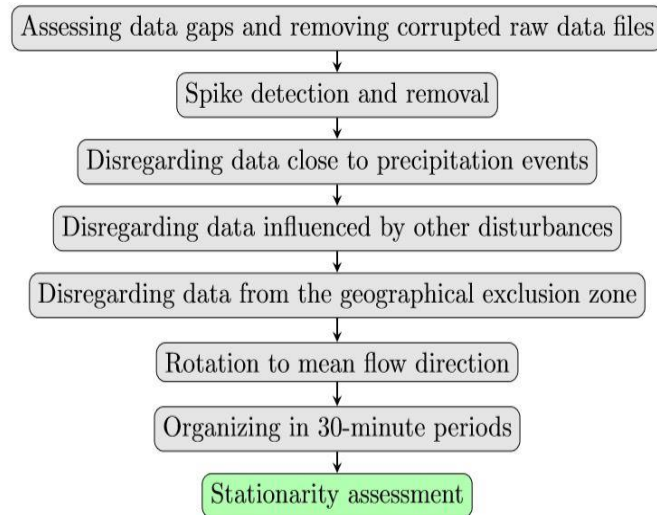 Assessing data gaps and removing corrupted raw data files
Spike detection and removal
Disregarding data close to precipitation events
Disregarding data influenced by other disturbances
Disregarding data from the geographical exclusion zone
Rotation to mean flow direction
Organizing in 30-minute periods
Stationarity assessment